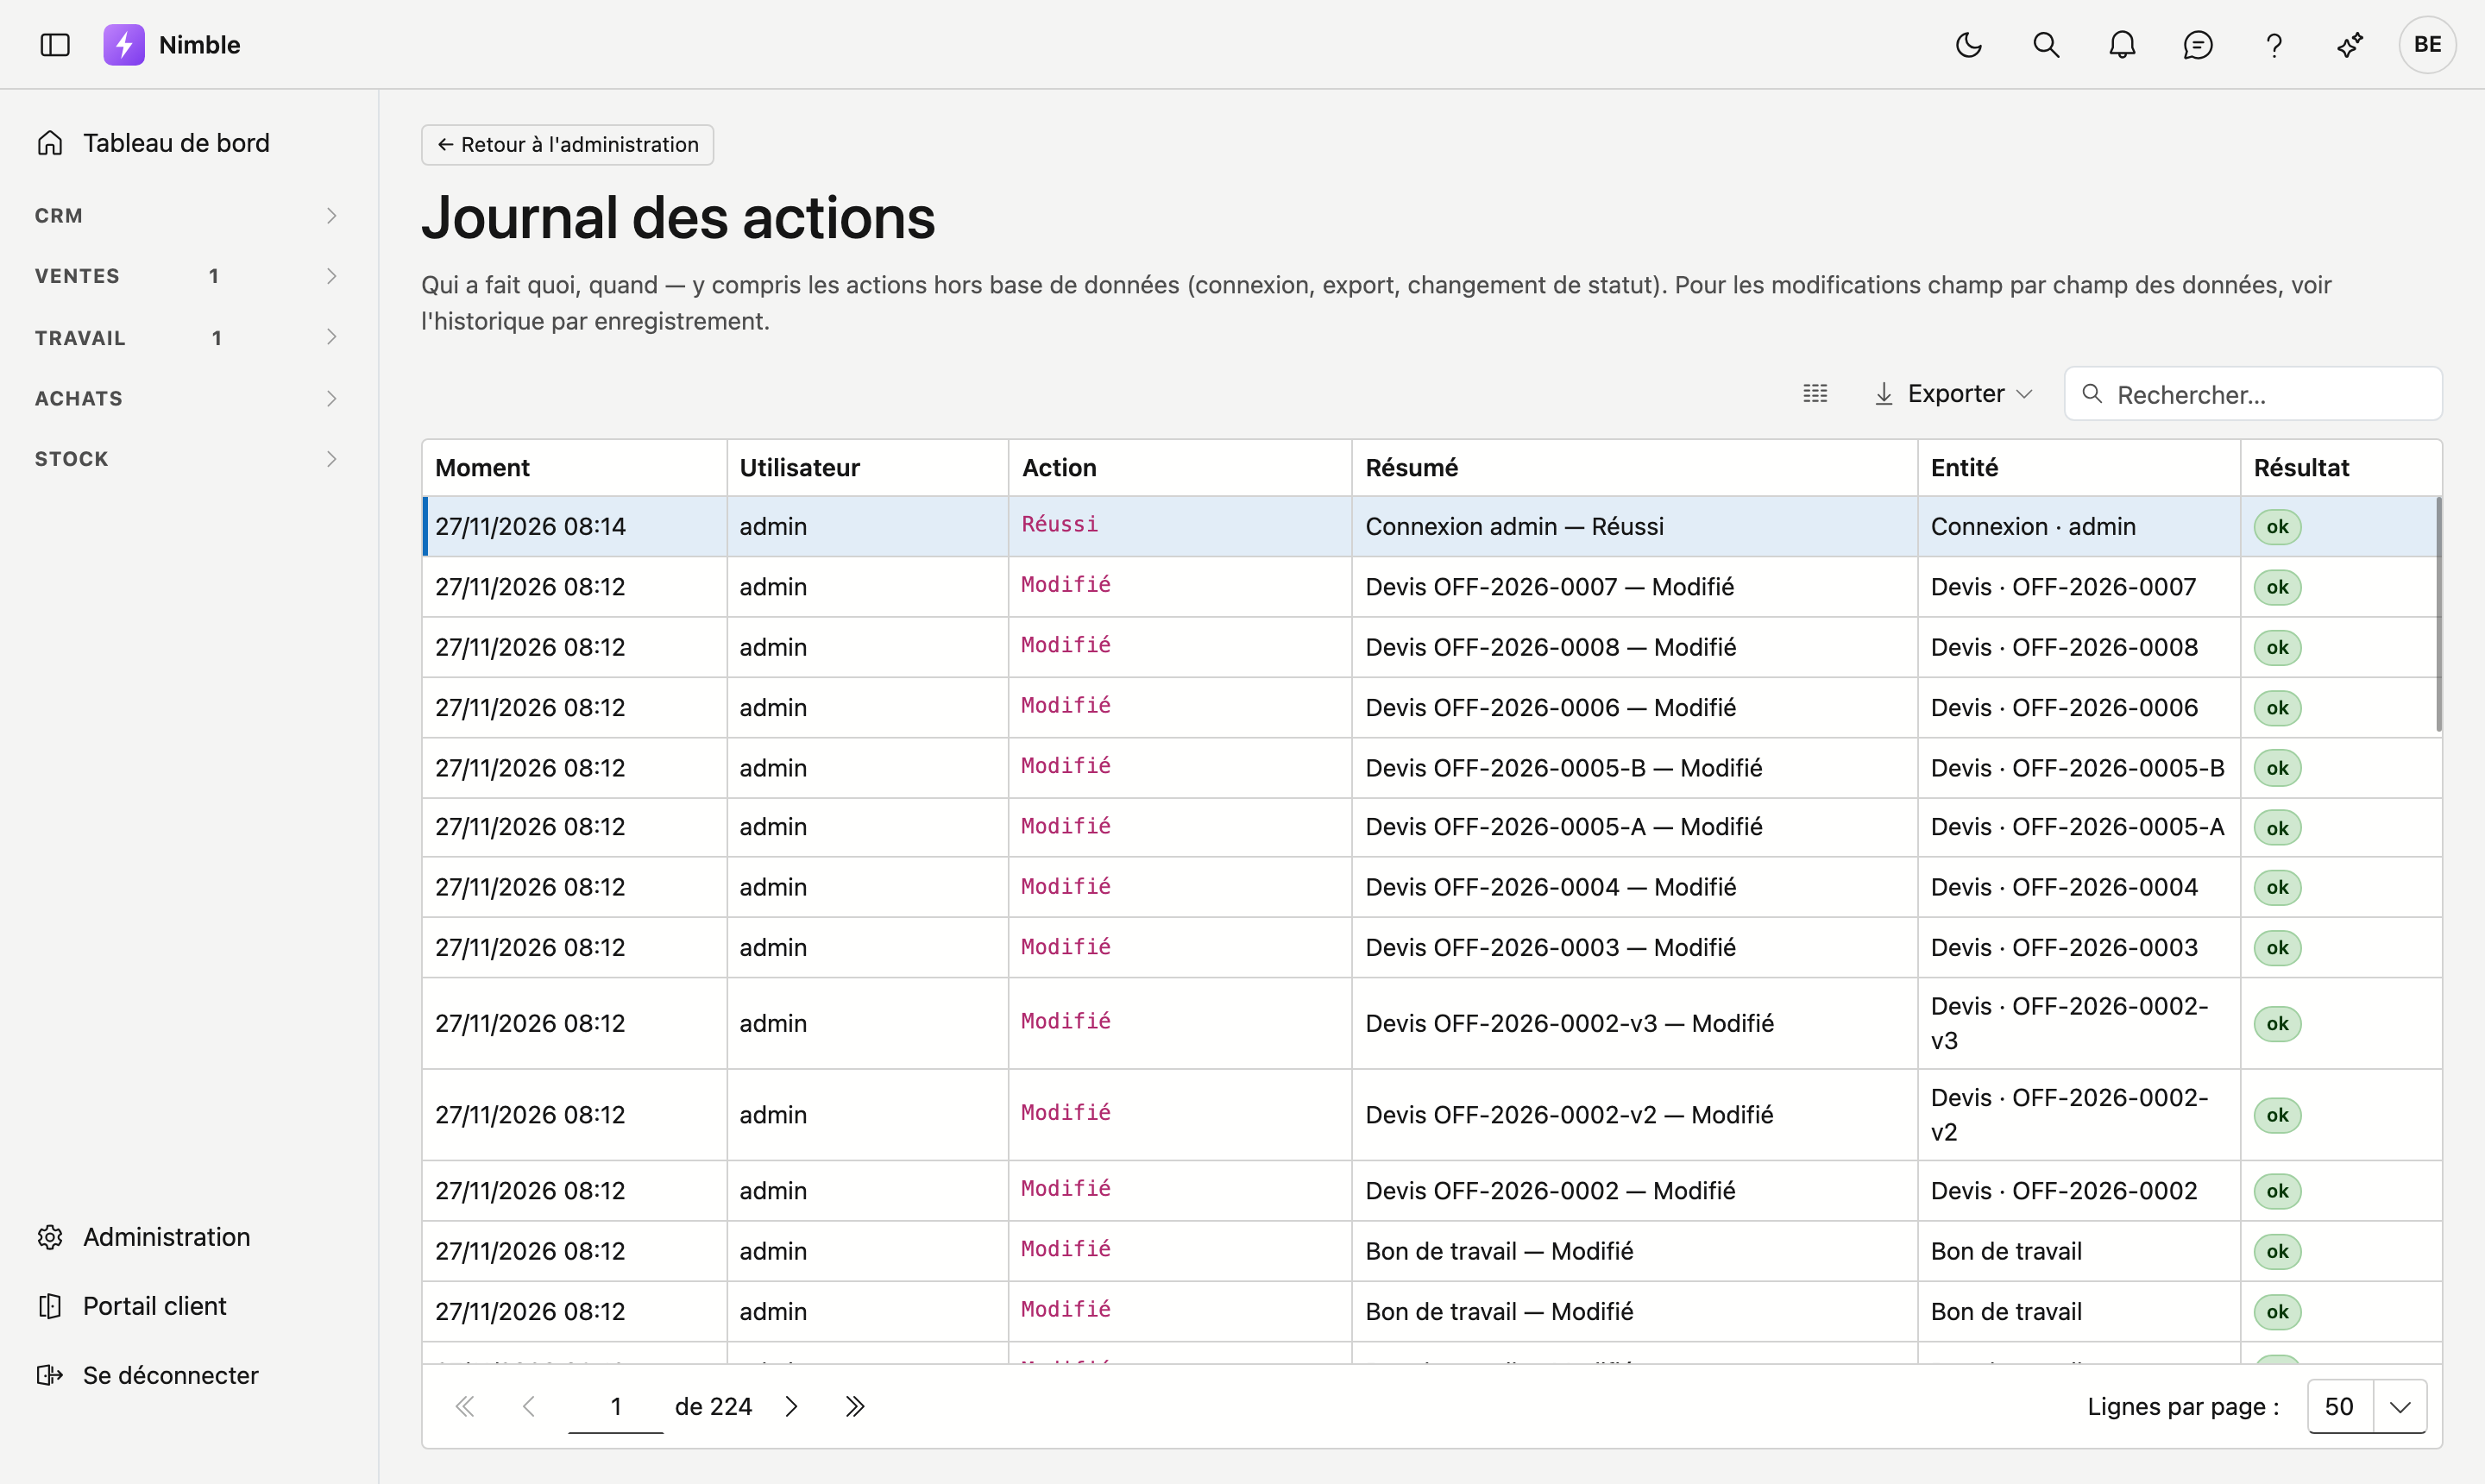 Nimble
BE
Tableau de bord
CRM
VENTES 1
TRAVAIL 1
ACHATS
STOCK
Administration
Portail client
Se déconnecter
← Retour à l'administration
Journal des actions
Qui a fait quoi, quand — y compris les actions hors base de données (connexion, export, changement de statut). Pour les modifications champ par champ des données, voir
l'historique par enregistrement.
Exporter
Rechercher...
Moment Utilisateur Action Résumé Entité Résultat
27/11/2026 08:14 admin Réussi Connexion admin — Réussi Connexion · admin ok
27/11/2026 08:12 admin Modifié Devis OFF-2026-0007 — Modifié Devis · OFF-2026-0007 ok
27/11/2026 08:12 admin Modifié Devis OFF-2026-0008 — Modifié Devis · OFF-2026-0008 ok
27/11/2026 08:12 admin Modifié Devis OFF-2026-0006 — Modifié Devis · OFF-2026-0006 ok
27/11/2026 08:12 admin Modifié Devis OFF-2026-0005-B — Modifié Devis · OFF-2026-0005-B ok
27/11/2026 08:12 admin Modifié Devis OFF-2026-0005-A — Modifié Devis · OFF-2026-0005-A ok
27/11/2026 08:12 admin Modifié Devis OFF-2026-0004 — Modifié Devis · OFF-2026-0004 ok
27/11/2026 08:12 admin Modifié Devis OFF-2026-0003 — Modifié Devis · OFF-2026-0003 ok
27/11/2026 08:12 admin Modifié Devis OFF-2026-0002-v3 — Modifié Devis · OFF-2026-0002-
v3 ok
27/11/2026 08:12 admin Modifié Devis OFF-2026-0002-v2 — Modifié Devis · OFF-2026-0002-
v2 ok
27/11/2026 08:12 admin Modifié Devis OFF-2026-0002 — Modifié Devis · OFF-2026-0002 ok
27/11/2026 08:12 admin Modifié Bon de travail — Modifié Bon de travail ok
27/11/2026 08:12 admin Modifié Bon de travail — Modifié Bon de travail ok
1 de 224
Lignes par page : 50